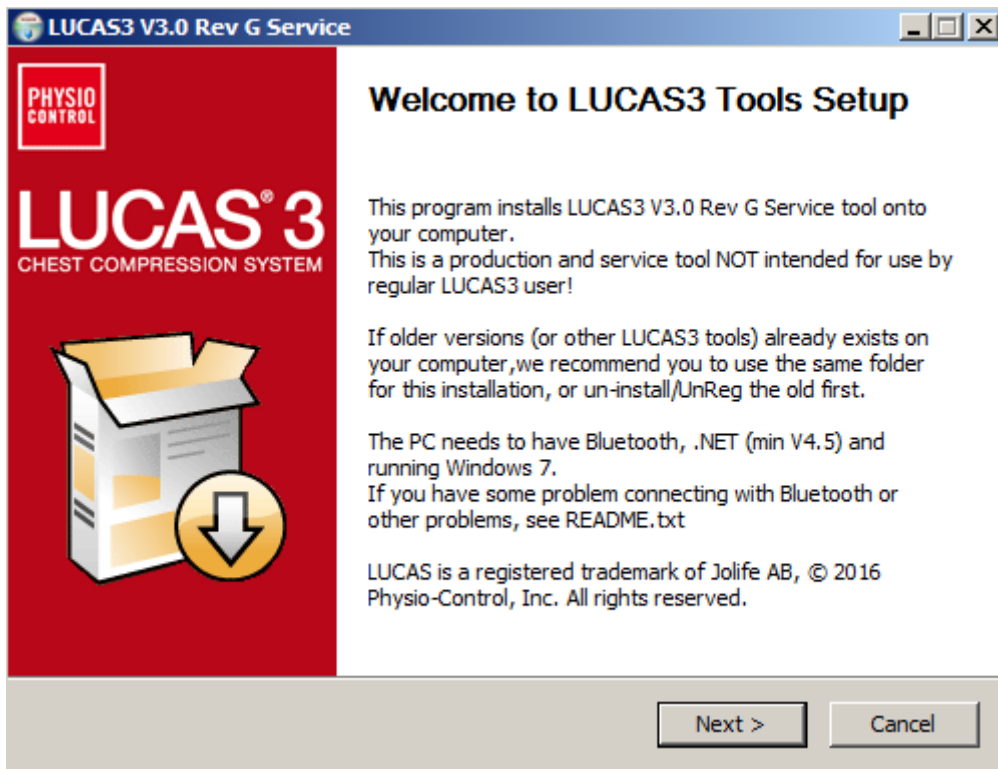 LUCAS3 V3.0 Rev G Service
PHYSIO
CONTROL
LUCAS® 3
CHEST COMPRESSION SYSTEM
Welcome to LUCAS3 Tools Setup
This program installs LUCAS3 V3.0 Rev G Service tool onto
your computer.
This is a production and service tool NOT intended for use by
regular LUCAS3 user!
If older versions (or other LUCAS3 tools) already exists on
your computer,we recommend you to use the same folder
for this installation, or un-install/UnReg the old first.
The PC needs to have Bluetooth, .NET (min V4.5) and
running Windows 7.
If you have some problem connecting with Bluetooth or
other problems, see README.txt
LUCAS is a registered trademark of Jolife AB, © 2016
Physio-Control, Inc. All rights reserved.
Next >
Cancel